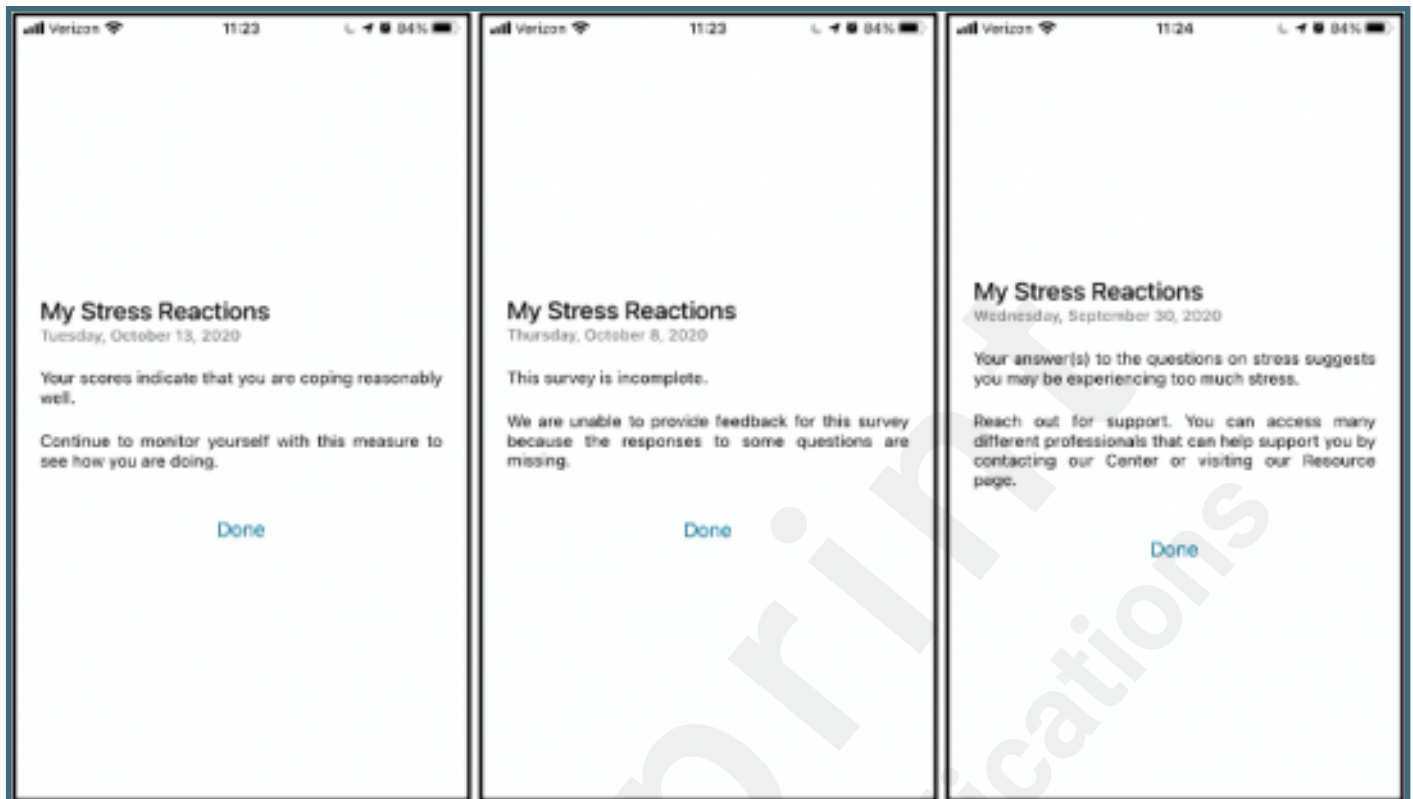 Verizon 11:23 84%
My Stress Reactions
Tuesday, October 13, 2020
Your scores indicate that you are coping reasonably
well.
Continue to monitor yourself with this measure to
see how you are doing.
Done
Verizon 11:23 84%
My Stress Reactions
Thursday, October 8, 2020
This survey is incomplete.
We are unable to provide feedback for this survey
because the responses to some questions are
missing.
Done
Verizon 11:24 84%
My Stress Reactions
Wednesday, September 30, 2020
Your answer(s) to the questions on stress suggests
you may be experiencing too much stress.
Reach out for support. You can access many
different professionals that can help support you by
contacting our Center or visiting our Resource
page.
Done
print
ications